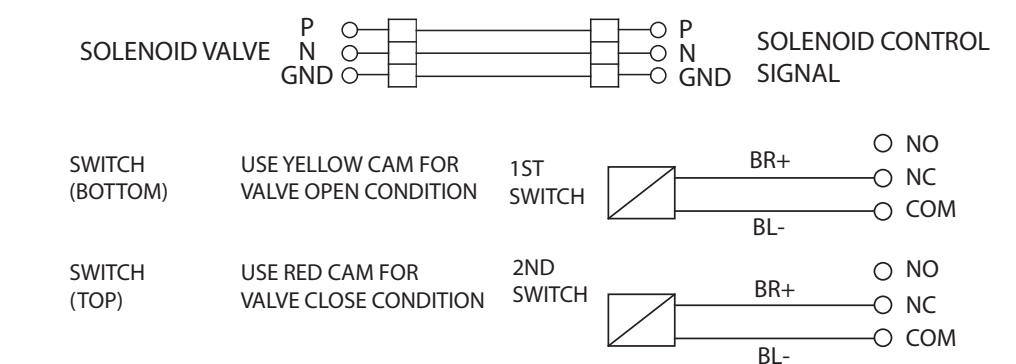 P
N
GND
SOLENOID VALVE
P
N
GND
SOLENOID CONTROL
SIGNAL
SWITCH
(BOTTOM)
USE YELLOW CAM FOR
VALVE OPEN CONDITION
1ST
SWITCH
BR+
BL-
NO
NC
COM
SWITCH
(TOP)
USE RED CAM FOR
VALVE CLOSE CONDITION
2ND
SWITCH
BR+
BL-
NO
NC
COM